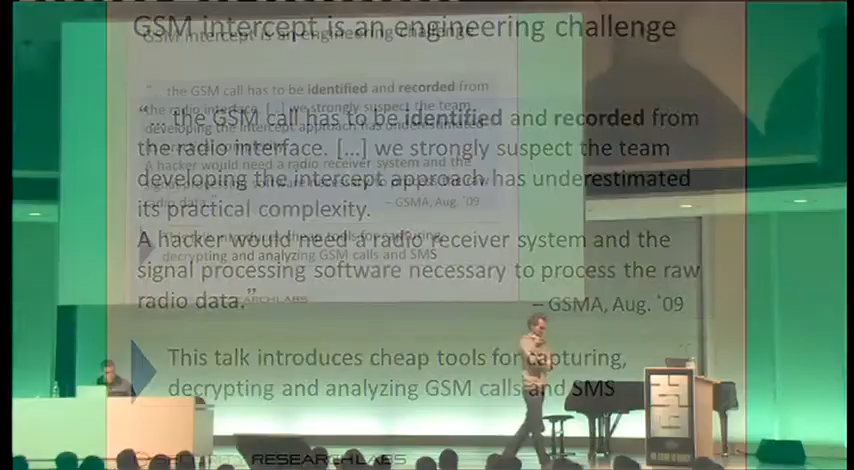 GSM intercept is an engineering challenge
“... the GSM call has to be identified and recorded from
the radio interface. [...] we strongly suspect the team
developing the intercept approach has underestimated
its practical complexity.
A hacker would need a radio receiver system and the
signal processing software necessary to process the raw
radio data.”
– GSMA, Aug. ‘09
This talk introduces cheap tools for capturing,
decrypting and analyzing GSM calls and SMS
RESEARCH LABS